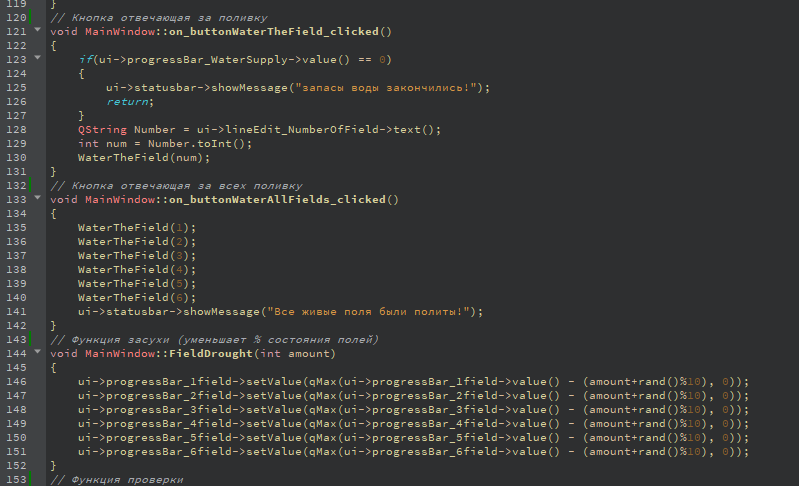 119 }
120 // Кнопка отвечающая за поливку
121 void MainWindow::on_buttonWaterTheField_clicked()
122 {
123     if(ui->progressBar_WaterSupply->value() == 0)
124     {
125         ui->statusbar->showMessage("запасы воды закончились!");
126         return;
127     }
128     QString Number = ui->lineEdit_NumberOfField->text();
129     int num = Number.toInt();
130     WaterTheField(num);
131 }
132 // Кнопка отвечающая за всех поливку
133 void MainWindow::on_buttonWaterAllFields_clicked()
134 {
135     WaterTheField(1);
136     WaterTheField(2);
137     WaterTheField(3);
138     WaterTheField(4);
139     WaterTheField(5);
140     WaterTheField(6);
141     ui->statusbar->showMessage("Все живые поля были политы!");
142 }
143 // Функция засухи (уменьшает % состояния полей)
144 void MainWindow::FieldDrought(int amount)
145 {
146     ui->progressBar_1field->setValue(qMax(ui->progressBar_1field->value() - (amount+rand()%10), 0));
147     ui->progressBar_2field->setValue(qMax(ui->progressBar_2field->value() - (amount+rand()%10), 0));
148     ui->progressBar_3field->setValue(qMax(ui->progressBar_3field->value() - (amount+rand()%10), 0));
149     ui->progressBar_4field->setValue(qMax(ui->progressBar_4field->value() - (amount+rand()%10), 0));
150     ui->progressBar_5field->setValue(qMax(ui->progressBar_5field->value() - (amount+rand()%10), 0));
151     ui->progressBar_6field->setValue(qMax(ui->progressBar_6field->value() - (amount+rand()%10), 0));
152 }
153 // Функция проверки